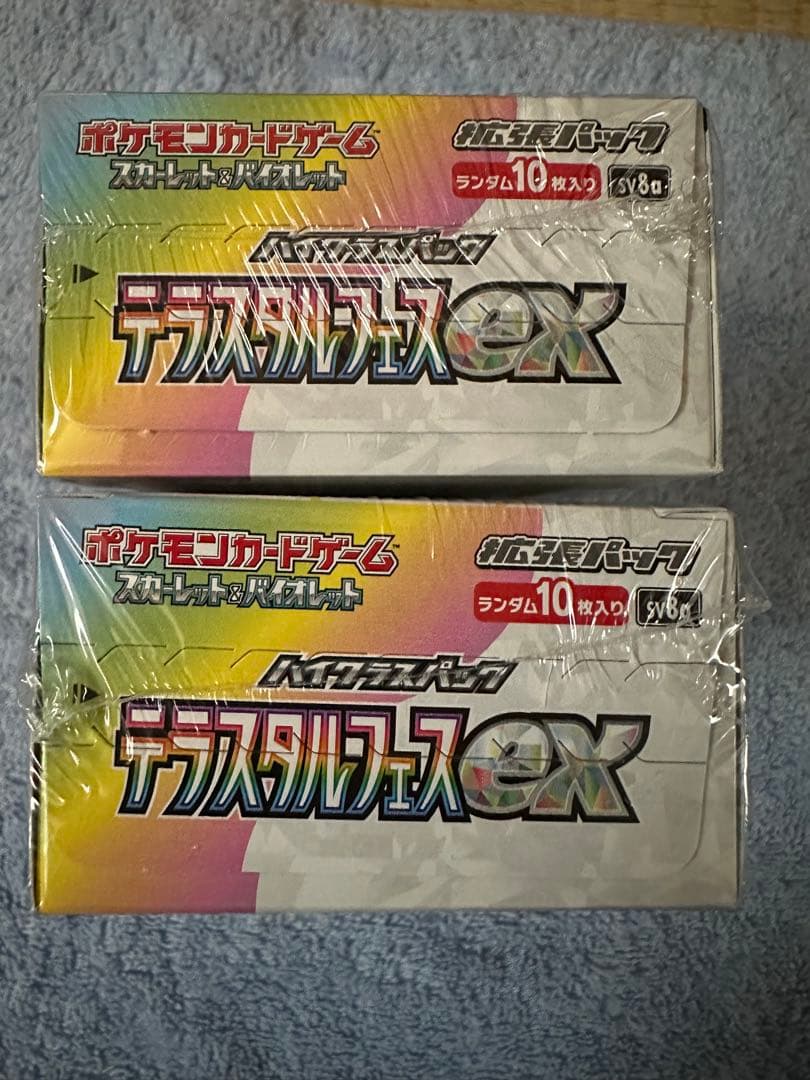 ポケモンカードゲーム™ 拡張パック
スカーレット&バイオレット ランダム10枚入り sv8a
ハイクラスパック
テラスタルフェスex
ポケモンカードゲーム™ 拡張パック
スカーレット&バイオレット ランダム10枚入り sv8a
ハイクラスパック
テラスタルフェスex